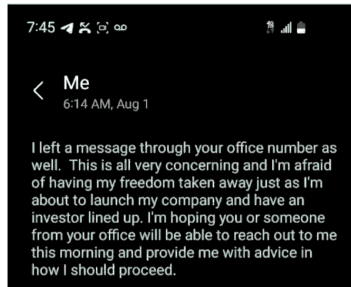 7:45
Me
6:14 AM, Aug 1
I left a message through your office number as
well.  This is all very concerning and I'm afraid
of having my freedom taken away just as I'm
about to launch my company and have an
investor lined up. I'm hoping you or someone
from your office will be able to reach out to me
this morning and provide me with advice in
how I should proceed.